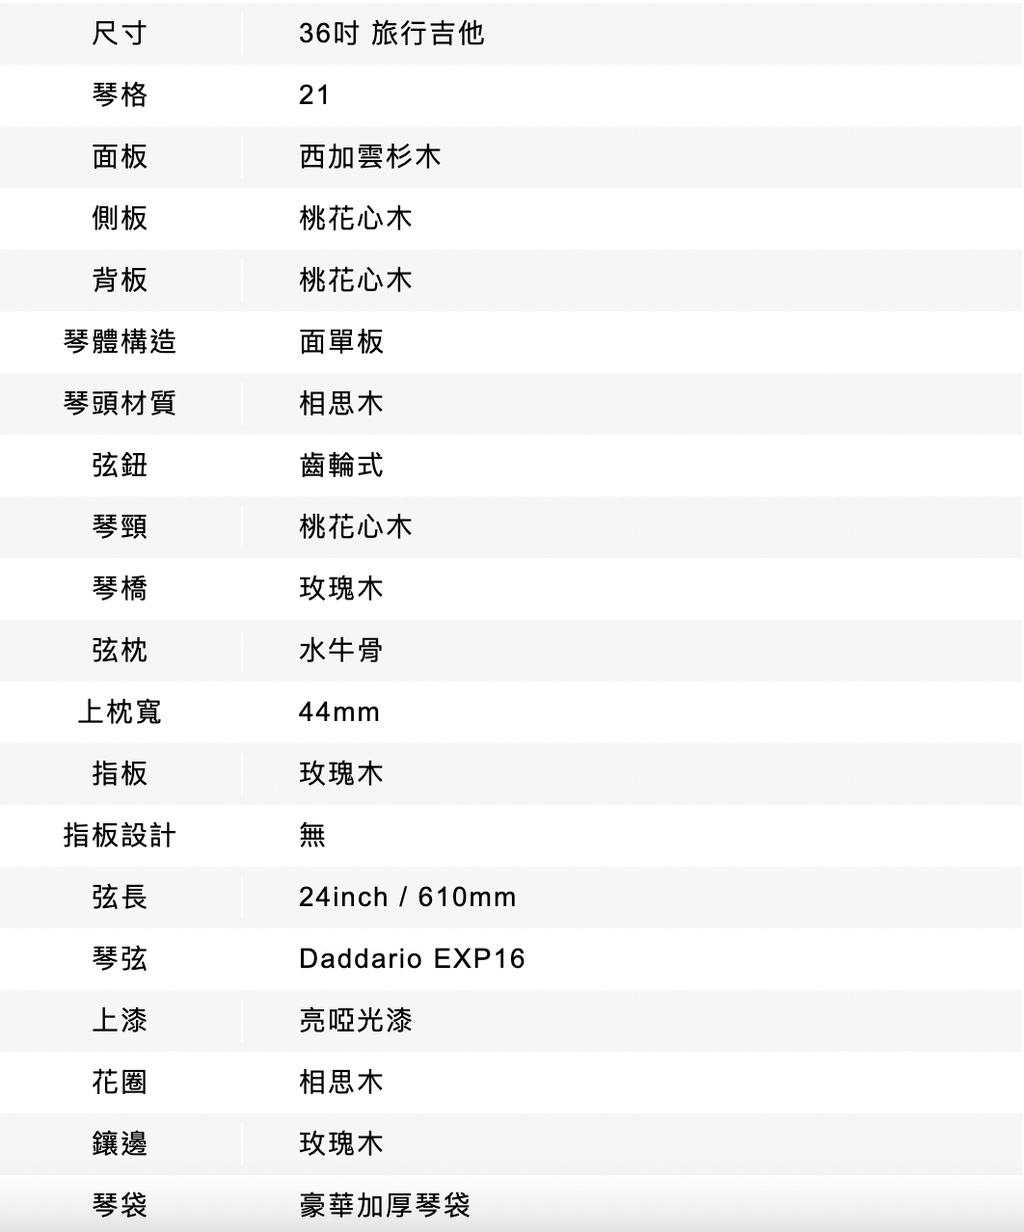 尺寸 36吋 旅行吉他
琴格 21
面板 西加雲杉木
側板 桃花心木
背板 桃花心木
琴體構造 面單板
琴頭材質 相思木
弦鈕 齒輪式
琴頸 桃花心木
琴橋 玫瑰木
弦枕 水牛骨
上枕寬 44mm
指板 玫瑰木
指板設計 無
弦長 24inch / 610mm
琴弦 Daddario EXP16
上漆 亮啞光漆
花圈 相思木
鑲邊 玫瑰木
琴袋 豪華加厚琴袋